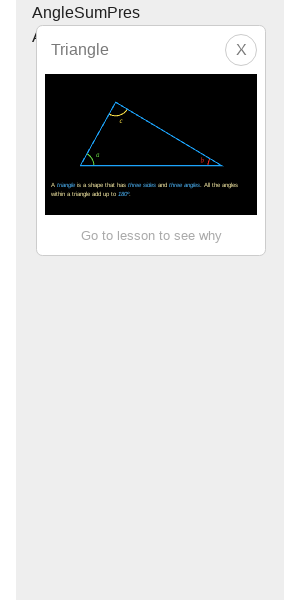 AngleSumPres
Triangle X
c
a
b
A triangle is a shape that has three sides and three angles. All the angles
within a triangle add up to 180°.
Go to lesson to see why